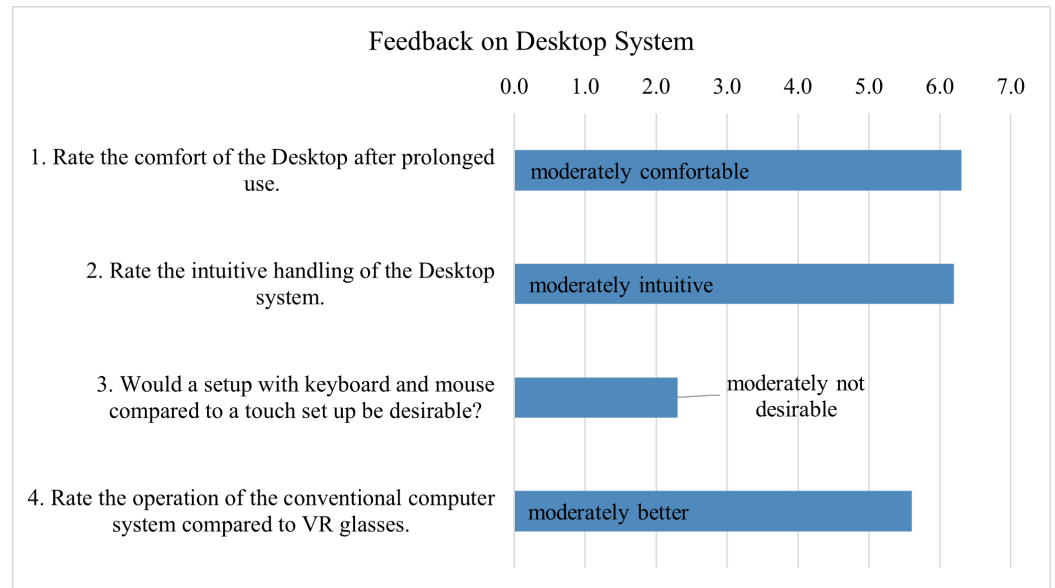 Feedback on Desktop System
0.0 1.0 2.0 3.0 4.0 5.0 6.0 7.0
1. Rate the comfort of the Desktop after prolonged
use.
moderately comfortable
2. Rate the intuitive handling of the Desktop
system.
moderately intuitive
3. Would a setup with keyboard and mouse
compared to a touch set up be desirable?
moderately not
desirable
4. Rate the operation of the conventional computer
system compared to VR glasses.
moderately better